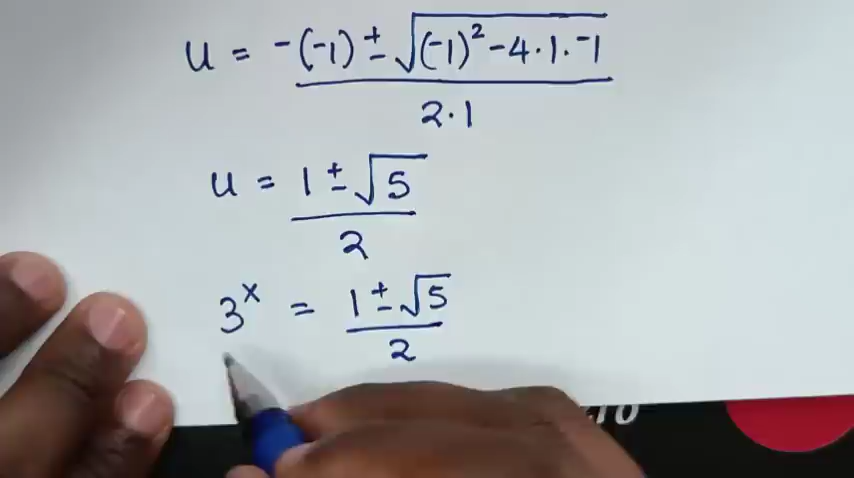 u = -(-1) ± √((-1)² - 4·1·-1) / 2·1
u = 1 ± √5 / 2
3ˣ = 1 ± √5 / 2